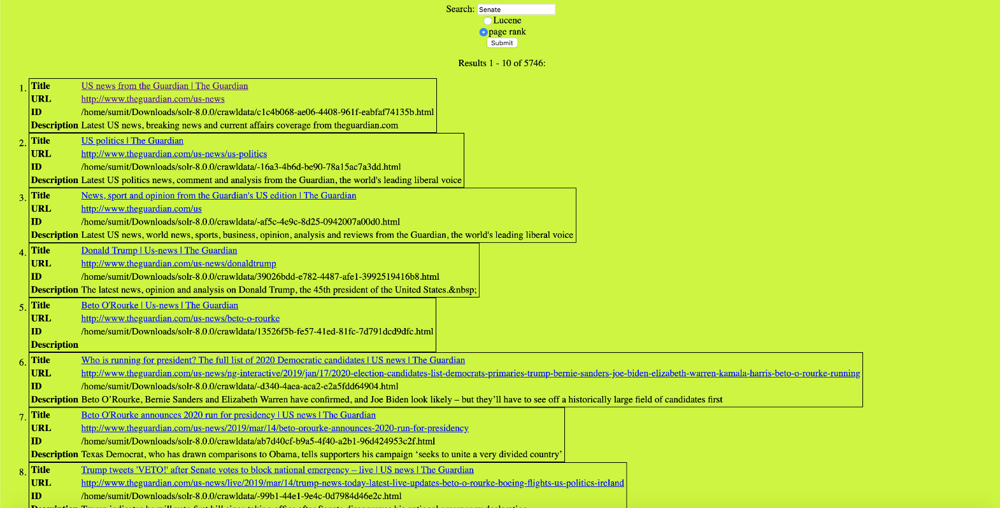 Search: Senate
Lucene
page rank
Submit
Results 1 - 10 of 5746:
1. Title US news from the Guardian | The Guardian
URL http://www.theguardian.com/us-news
ID /home/sumit/Downloads/solr-8.0.0/crawldata/c1c4b068-ae06-4408-961f-eabfaf74135b.html
Description Latest US news, breaking news and current affairs coverage from theguardian.com
2. Title US politics | The Guardian
URL http://www.theguardian.com/us-news/us-politics
ID /home/sumit/Downloads/solr-8.0.0/crawldata/-16a3-4b6d-be90-78a15ac7a3dd.html
Description Latest US politics news, comment and analysis from the Guardian, the world's leading liberal voice
3. Title News, sport and opinion from the Guardian's US edition | The Guardian
URL http://www.theguardian.com/us
ID /home/sumit/Downloads/solr-8.0.0/crawldata/-af5c-4e9c-8d25-0942007a00d0.html
Description Latest US news, world news, sports, business, opinion, analysis and reviews from the Guardian, the world's leading liberal voice
4. Title Donald Trump | Us-news | The Guardian
URL http://www.theguardian.com/us-news/donaldtrump
ID /home/sumit/Downloads/solr-8.0.0/crawldata/39026bdd-e782-4487-afe1-3992519416b8.html
Description The latest news, opinion and analysis on Donald Trump, the 45th president of the United States.&nbsp;
5. Title Beto O'Rourke | Us-news | The Guardian
URL http://www.theguardian.com/us-news/beto-o-rourke
ID /home/sumit/Downloads/solr-8.0.0/crawldata/13526f5b-fe57-41ed-81fc-7d791dcd9dfc.html
Description
6. Title Who is running for president? The full list of 2020 Democratic candidates | US news | The Guardian
URL http://www.theguardian.com/us-news/ng-interactive/2019/jan/17/2020-election-candidates-list-democrats-primaries-trump-bernie-sanders-joe-biden-elizabeth-warren-kamala-harris-beto-o-rourke-running
ID /home/sumit/Downloads/solr-8.0.0/crawldata/-d340-4aea-aca2-e2a5fdd64904.html
Description Beto O’Rourke, Bernie Sanders and Elizabeth Warren have confirmed, and Joe Biden look likely – but they’ll have to see off a historically large field of candidates first
7. Title Beto O'Rourke announces 2020 run for presidency | US news | The Guardian
URL http://www.theguardian.com/us-news/2019/mar/14/beto-orourke-announces-2020-run-for-presidency
ID /home/sumit/Downloads/solr-8.0.0/crawldata/ab7d40cf-b9a5-4f40-a2b1-96d424953c2f.html
Description Texas Democrat, who has drawn comparisons to Obama, tells supporters his campaign ‘seeks to unite a very divided country’
8. Title Trump tweets 'VETO!' after Senate votes to block national emergency – live | US news | The Guardian
URL http://www.theguardian.com/us-news/live/2019/mar/14/trump-news-today-latest-live-updates-beto-o-rourke-boeing-flights-us-politics-ireland
ID /home/sumit/Downloads/solr-8.0.0/crawldata/-99b1-44e1-9e4c-0d7984d46e2c.html